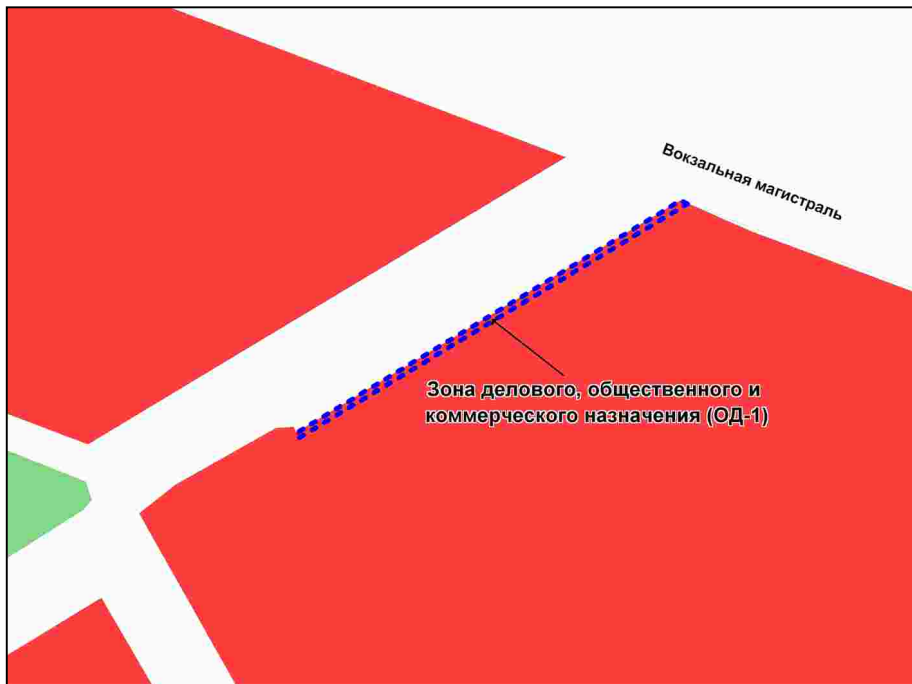 Вокзальная магистраль
Зона делового, общественного и
коммерческого назначения (ОД-1)